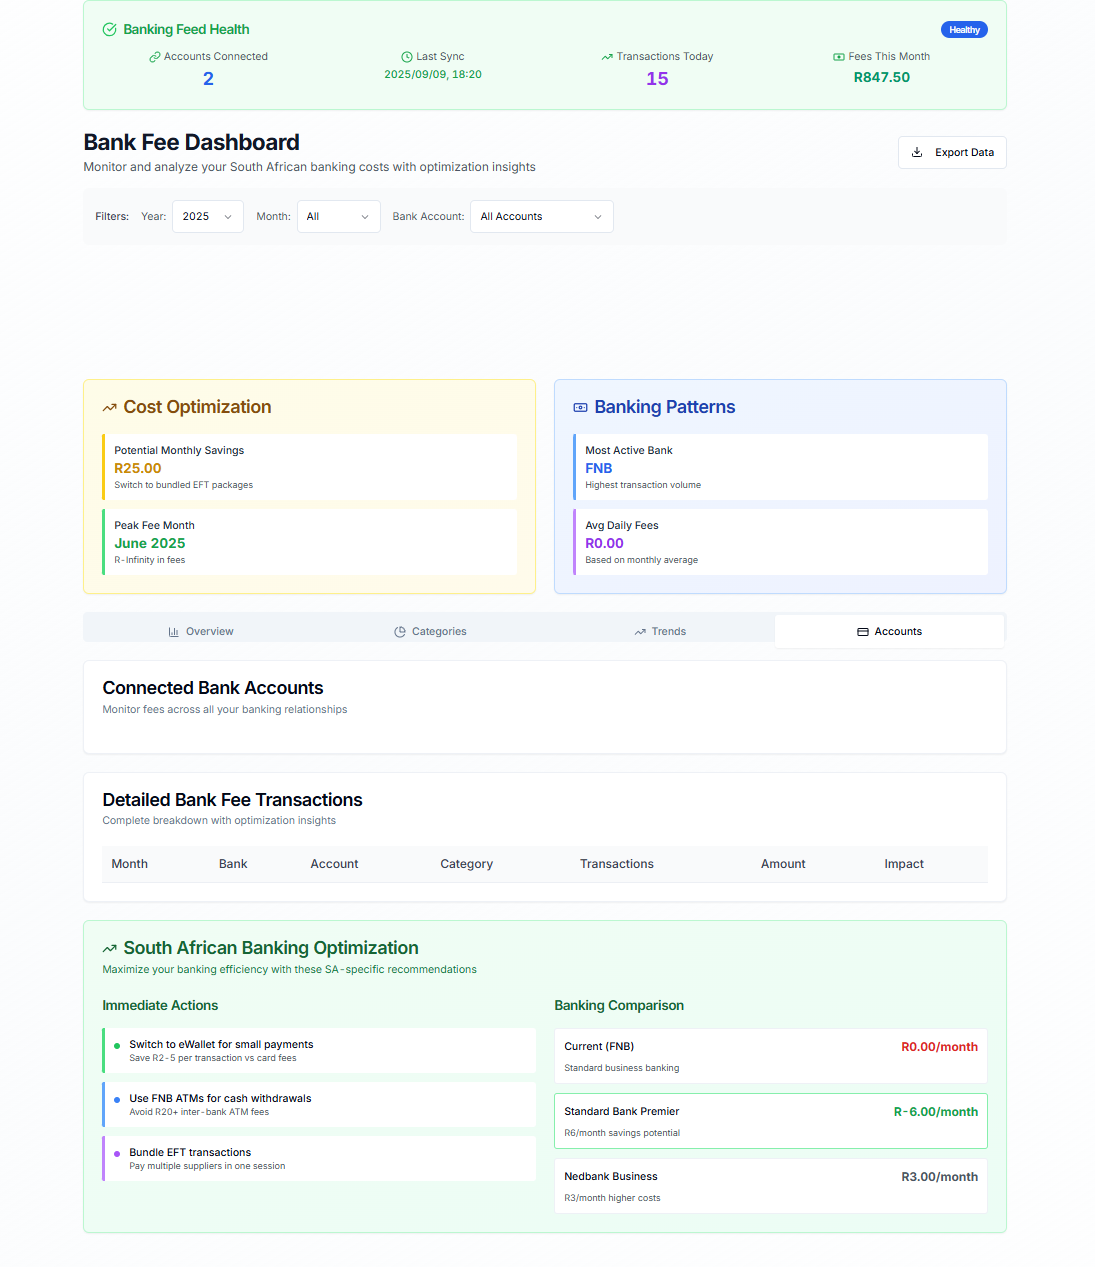 Banking Feed Health
Healthy
Accounts Connected
2
Last Sync
2025/09/09, 18:20
Transactions Today
15
Fees This Month
R847.50
Bank Fee Dashboard
Monitor and analyze your South African banking costs with optimization insights
Export Data
Filters: Year: 2025 Month: All Bank Account: All Accounts
Cost Optimization
Potential Monthly Savings
R25.00
Switch to bundled EFT packages
Peak Fee Month
June 2025
R-Infinity in fees
Banking Patterns
Most Active Bank
FNB
Highest transaction volume
Avg Daily Fees
R0.00
Based on monthly average
Overview Categories Trends Accounts
Connected Bank Accounts
Monitor fees across all your banking relationships
Detailed Bank Fee Transactions
Complete breakdown with optimization insights
Month Bank Account Category Transactions Amount Impact
South African Banking Optimization
Maximize your banking efficiency with these SA-specific recommendations
Immediate Actions
Switch to eWallet for small payments
Save R2-5 per transaction vs card fees
Use FNB ATMs for cash withdrawals
Avoid R20+ inter-bank ATM fees
Bundle EFT transactions
Pay multiple suppliers in one session
Banking Comparison
Current (FNB) R0.00/month
Standard business banking
Standard Bank Premier R-6.00/month
R6/month savings potential
Nedbank Business R3.00/month
R3/month higher costs